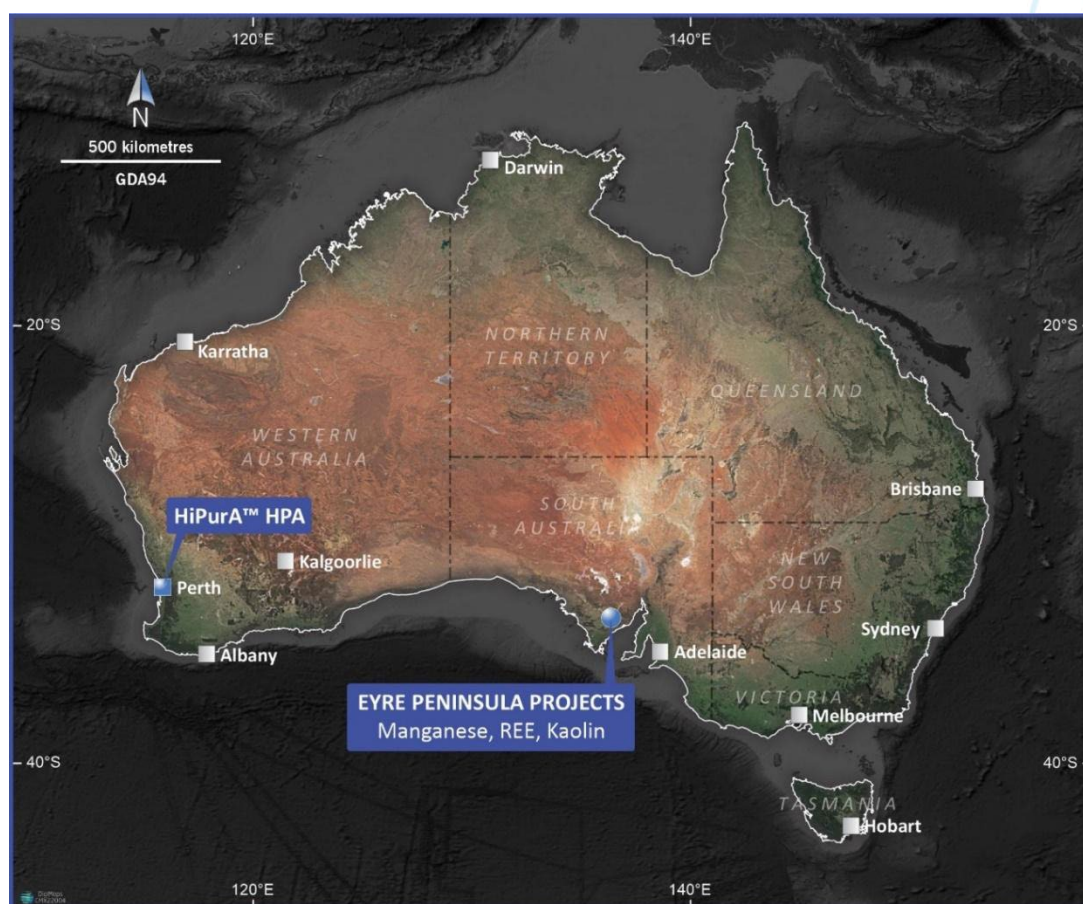 120°E
140°E
N
500 kilometres
GDA94
Darwin
20°S
20°S
Karratha
NORTHERN
TERRITORY
QUEENSLAND
WESTERN
AUSTRALIA
Brisbane
SOUTH
AUSTRALIA
HiPurA™ HPA
Kalgoorlie
NEW
SOUTH
WALES
Perth
Sydney
Albany
Adelaide
EYRE PENINSULA PROJECTS
Manganese, REE, Kaolin
VICTORIA
Melbourne
40°S
40°S
TASMANIA
Hobart
120°E
140°E